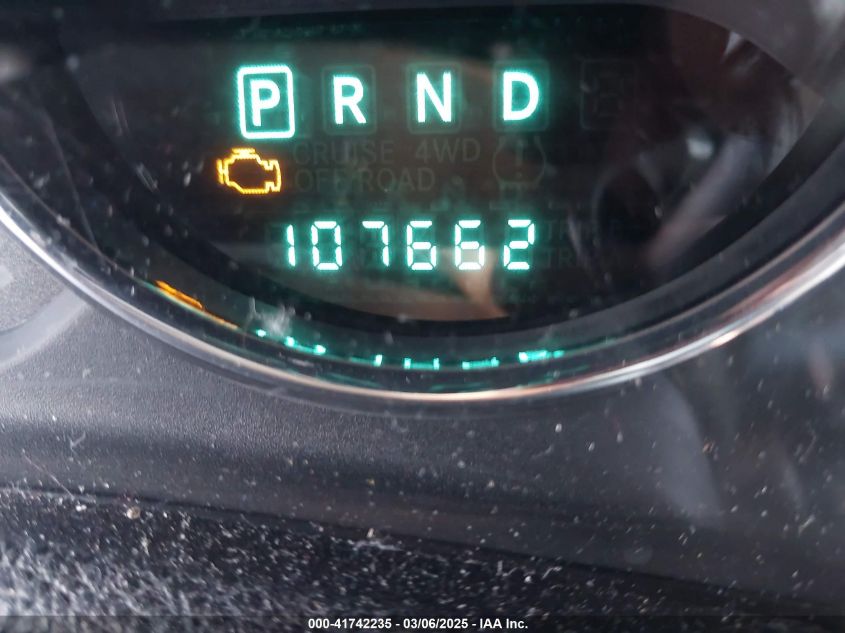 P R N D
CRUISE 4WD
OFF ROAD
107662
000-41742235 - 03/06/2025 - IAA Inc.